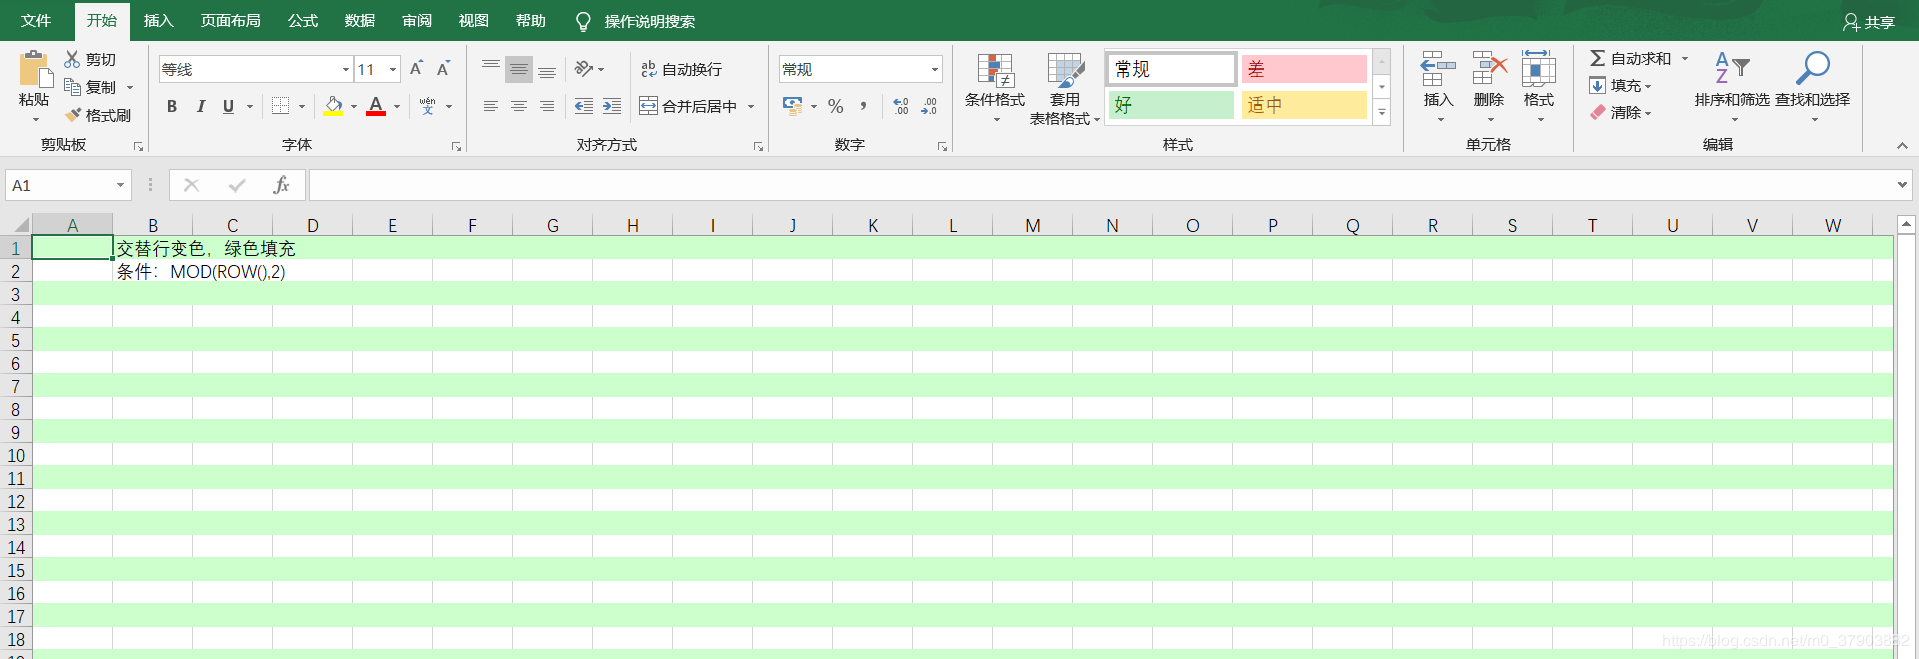 文件 开始 插入 页面布局 公式 数据 审阅 视图 帮助 操作说明搜索 共享
剪切
复制
格式刷
粘贴
剪贴板
等线 11 A A
B I U A wén 文
字体
ab c 自动换行
合并后居中
对齐方式
常规
% , .0 .00 .00 .0
数字
条件格式
套用
表格格式
常规 差
好 适中
样式
插入 删除 格式
单元格
Σ 自动求和
填充
清除
A Z
排序和筛选 查找和选择
编辑
A1 fx
A B C D E F G H I J K L M N O P Q R S T U V W
1 交替行变色，绿色填充
2 条件：MOD(ROW(),2)
3
4
5
6
7
8
9
10
11
12
13
14
15
16
17
18